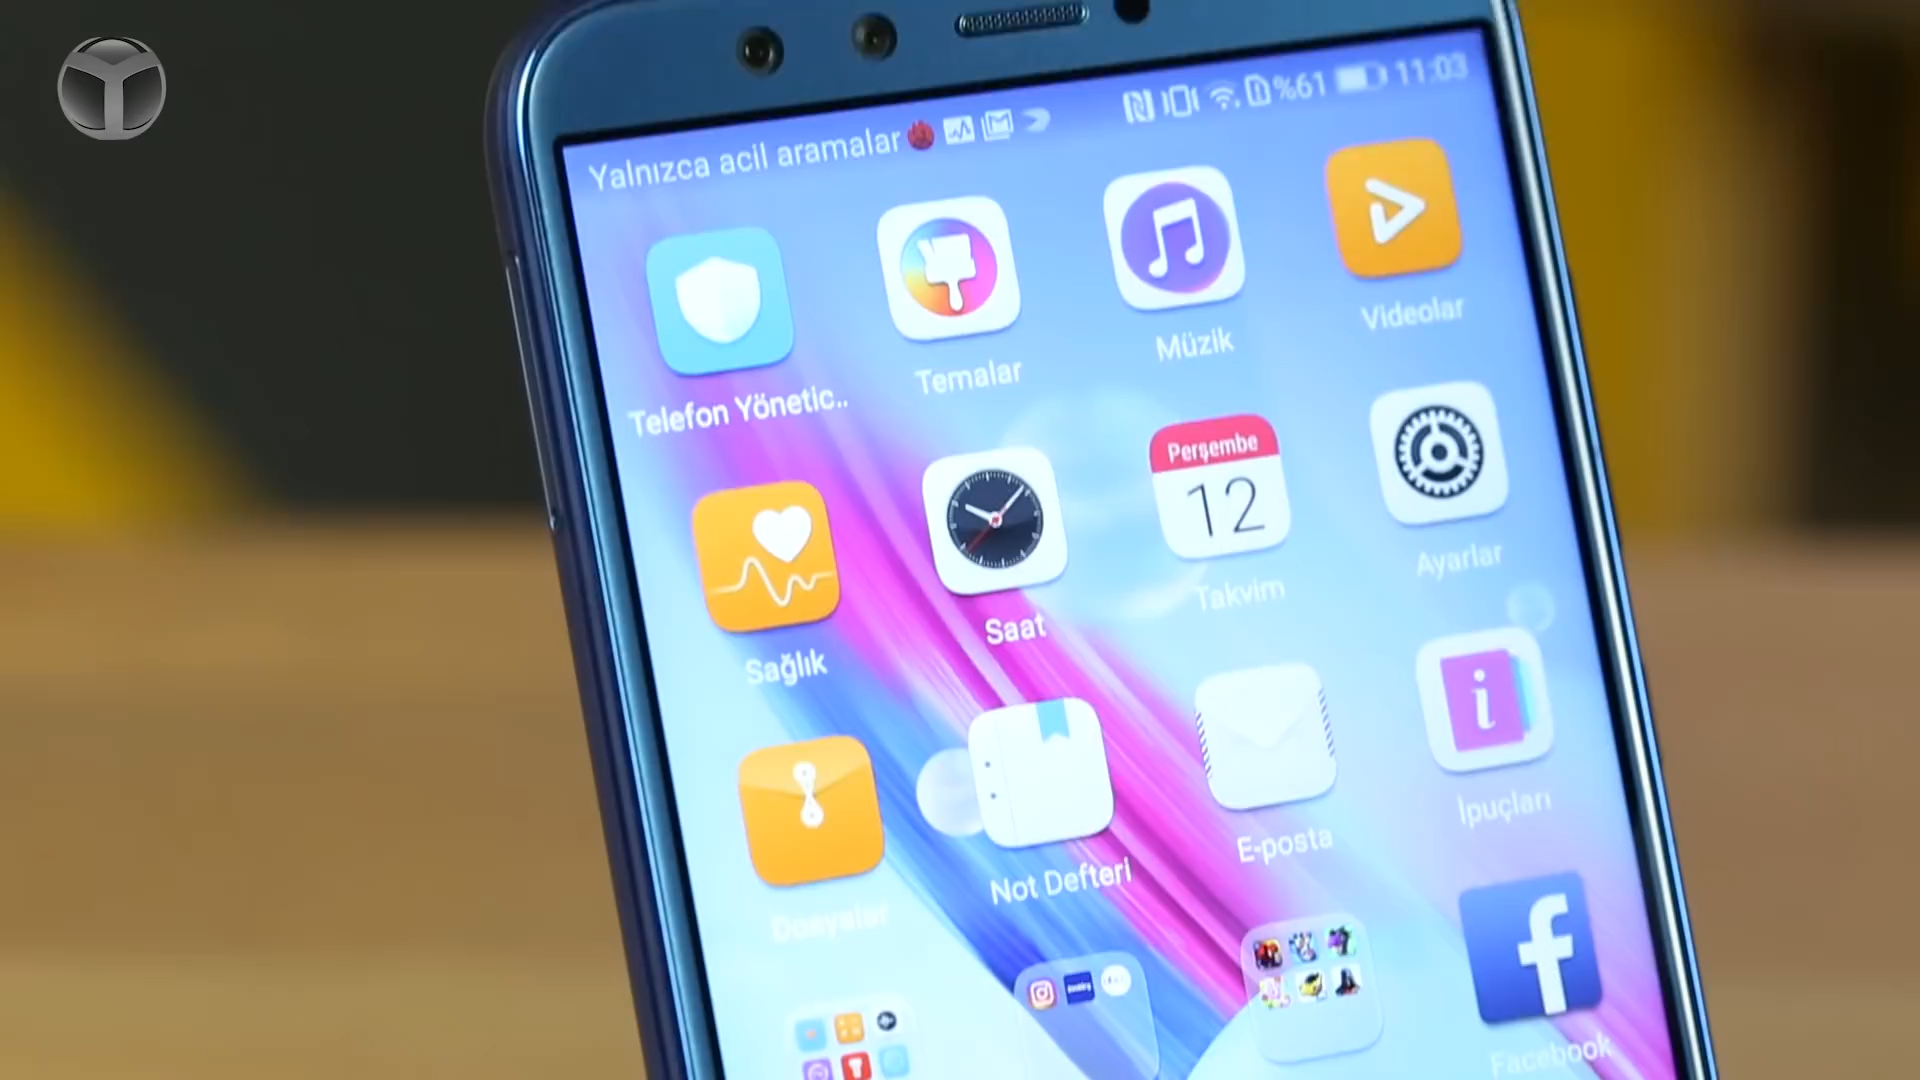 Yalnızca acil aramalar
%61 11:03
Telefon Yönetic..
Temalar
Müzik
Videolar
Sağlık
Saat
Perşembe
12
Takvim
Ayarlar
Dosyalar
Not Defteri
E-posta
i
İpuçları
f
Facebook